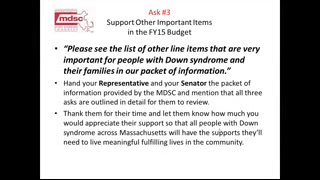 mdsc
Ask #3
Support Other Important Items
in the FY15 Budget
• "Please see the list of other line items that are very
important for people with Down syndrome and
their families in our packet of information."
• Hand your Representative and your Senator the packet of
information provided by the MDSC and mention that all three
asks are outlined in detail for them to review.
• Thank them for their time and let them know how much you
would appreciate their support so that all people with Down
syndrome across Massachusetts will have the supports they'll
need to live meaningful fulfilling lives in the community.